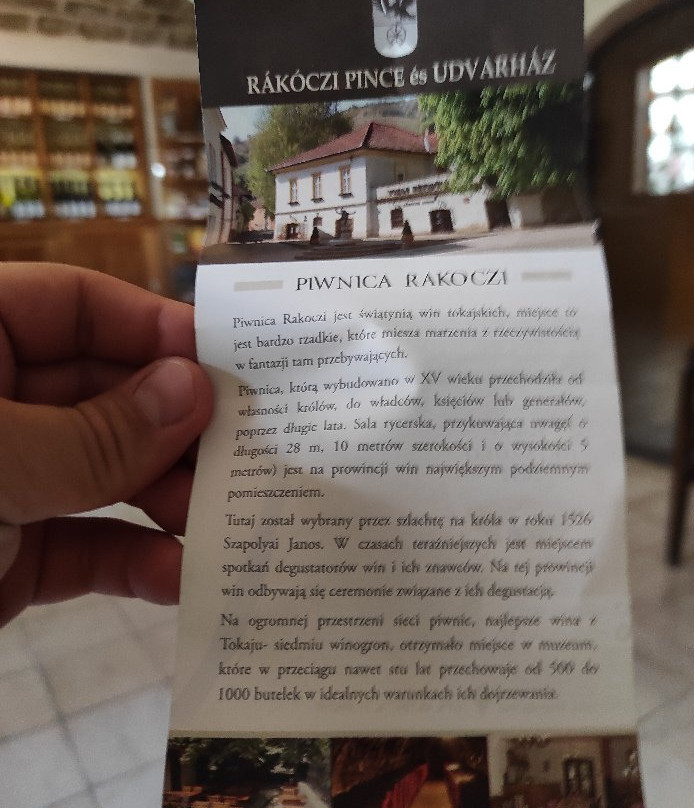 RÁKÓCZI PINCE és UDVARHÁZ
PIWNICA RAKOCZI
Piwnica Rakoczi jest świątynią win tokajskich, miejsce to
jest bardzo rzadkie, które miesza marzenia z rzeczywistością
w fantazji tam przebywających.
Piwnica, którą wybudowano w XV wieku przechodziła od
własności królów, do władców, księciów lub generałów,
poprzez długie lata. Sala rycerska, przykuwająca uwagę( o
długości 28 m, 10 metrów szerokości i o wysokości 5
metrów) jest na prowincji win największym podziemnym
pomieszczeniem.
Tutaj został wybrany przez szlachtę na króla w roku 1526
Szapolyai Janos. W czasach teraźniejszych jest miejscem
spotkań degustatorów win i ich znawców. Na tej prowincji
win odbywają się ceremonie związane z ich degustacją.
Na ogromnej przestrzeni sieci piwnic, najlepsze wina z
Tokaju- siedmiu winogron, otrzymało miejsce w muzeum,
które w przeciągu nawet stu lat przechowuje od 500 do
1000 butelek w idealnych warunkach ich dojrzewania.